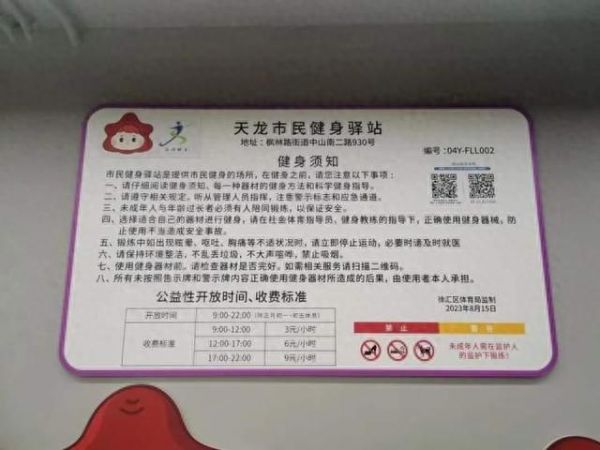 天龙市民健身驿站
地址：枫林路街道中山南二路930号
编号：04Y-FLL002
健身须知
市民健身驿站是提供市民健身的场所，在健身之前，请您注意以下事项：
一、请仔细阅读健身须知、每一种器材的健身方法和科学健身指导。
二、请遵守相关规定，听从管理人员指挥，注意警示标志和应急通道。
三、未成年人与年龄过长者必须有人陪同锻炼，以保证安全。
四、选择适合自己的器材进行健身，请在社会体育指导员、健身教练的指导下，正确使用健身器械，防
止使用不当造成安全事故。
五、锻炼中如出现眩晕、呕吐、胸痛等不适状况时，请立即停止运动，必要时请及时就医
六、请保持环境整洁，不乱丢垃圾，不大声喧哗，禁止吸烟。
七、使用健身器材前，请检查器材是否完好。如需相关服务请扫描二维码。
八、所有未按照告示牌和警示牌内容正确使用健身器材所造成的后果，由使用者本人承担。
公益性开放时间、收费标准
开放时间 9:00-22:00
收费标准 9:00-12:00 3元/小时
12:00-17:00 6元/小时
17:00-22:00 9元/小时
徐汇区体育局监制
2023年8月15日
禁止
未成年人需在监护人
的监护下锻炼！